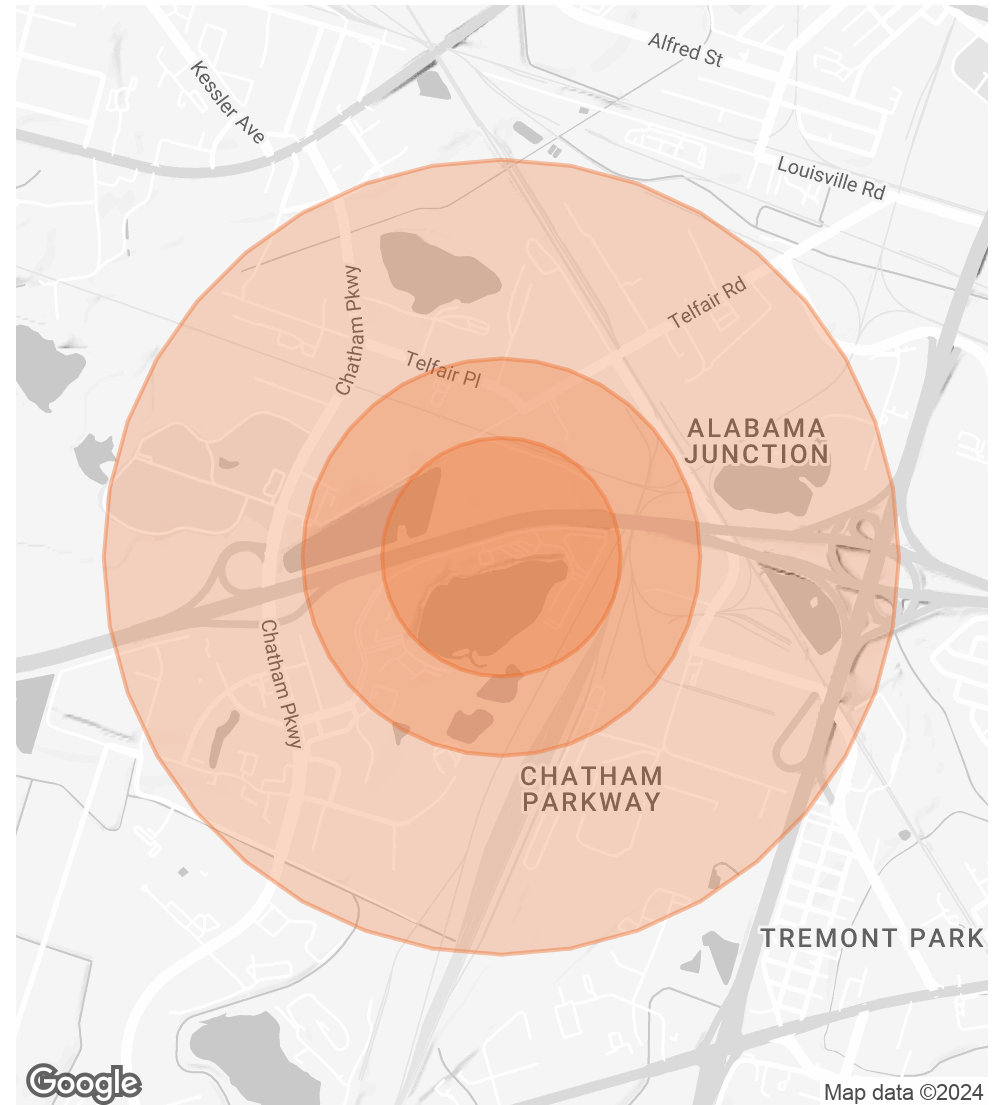 Alfred St
Kessler Ave
Louisville Rd
Chatham Pkwy
Telfair Rd
Telfair Pl
ALABAMA
JUNCTION
Chatham Pkwy
CHATHAM
PARKWAY
TREMONT PARK
Google
Map data ©2024